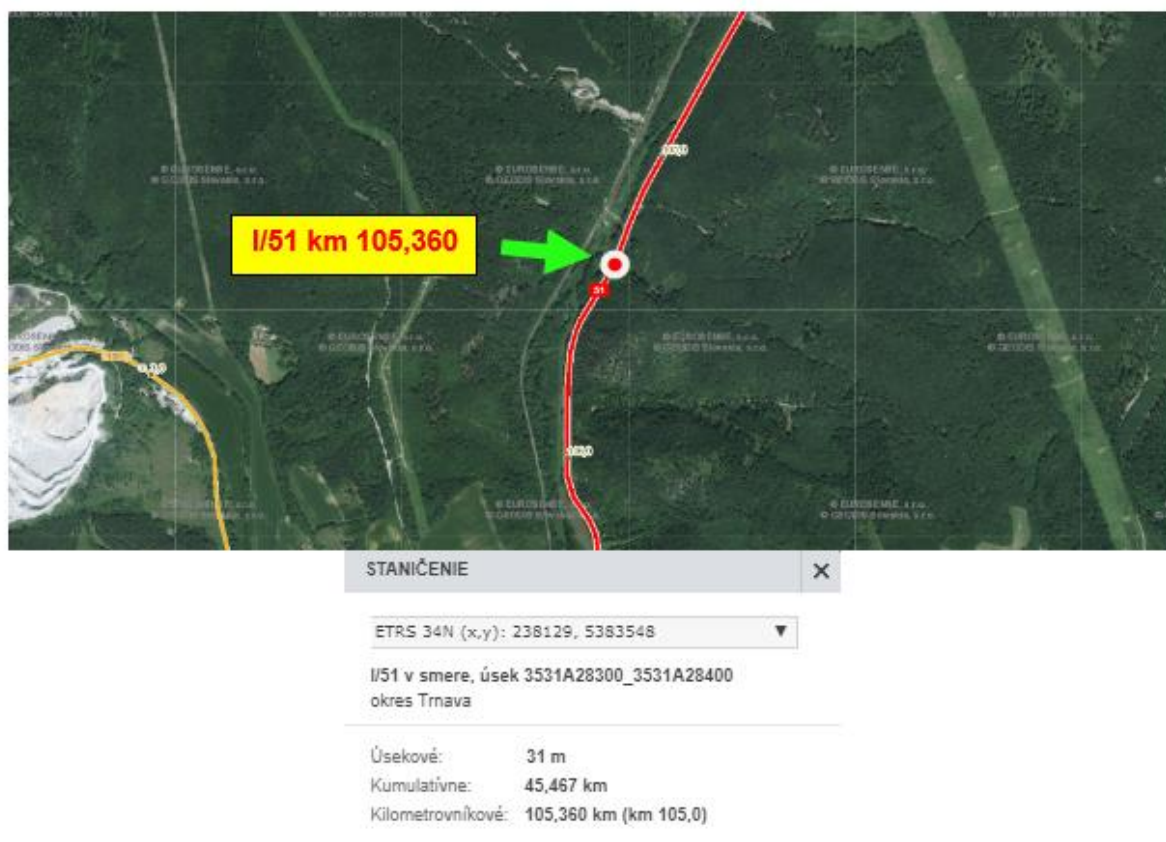 I/51 km 105,360
51
STANIČENIE
ETRS 34N (x,y): 238129, 5383548
I/51 v smere, úsek 3531A28300_3531A28400
okres Trnava
Úsekové: 31 m
Kumulatívne: 45,467 km
Kilometrovníkové: 105,360 km (km 105,0)